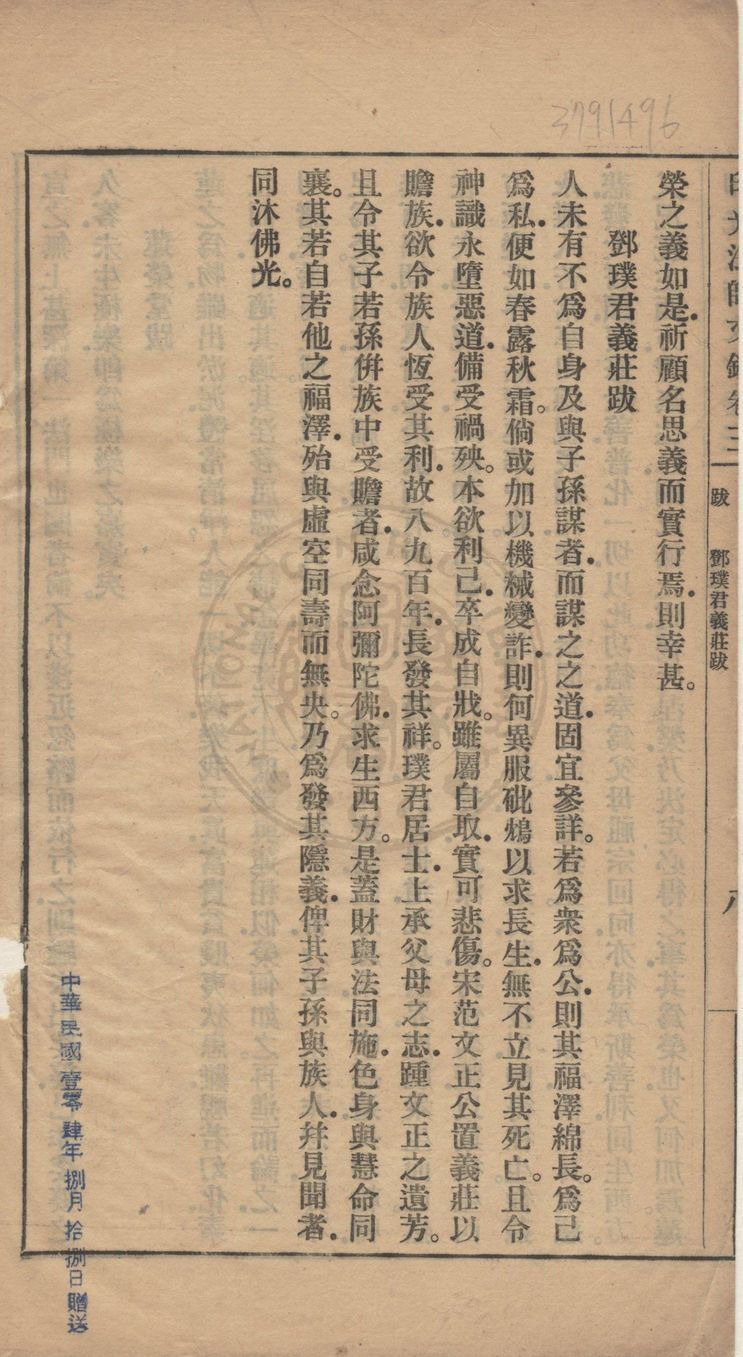 3791496
印光法師文鈔卷三
跋
鄧璞君義莊跋
八
榮之義如是．祈顧名思義而實行焉．則幸甚。
鄧璞君義莊跋
人未有不爲自身及與子孫謀者．而謀之之道．固宜參詳。若爲衆爲公．則其福澤綿長。爲己
爲私．便如春露秋霜。倘或加以機械變詐．則何異服砒鴆以求長生．無不立見其死亡。且令
神識永墮惡道．備受禍殃。本欲利己．卒成自戕。雖屬自取．實可悲傷。宋范文正公置義莊以
贍族．欲令族人恆受其利．故八九百年．長發其祥。璞君居士．上承父母之志．踵文正之遺芳。
且令其子若孫併族中受贍者．咸念阿彌陀佛．求生西方。是蓋財與法同施．色身與慧命同
襄。其若自若他之福澤．殆與虛空同壽而無央。乃爲發其隱義．俾其子孫與族人．幷見聞者．
同沐佛光。
中華民國壹零肆年捌月拾捌日贈送